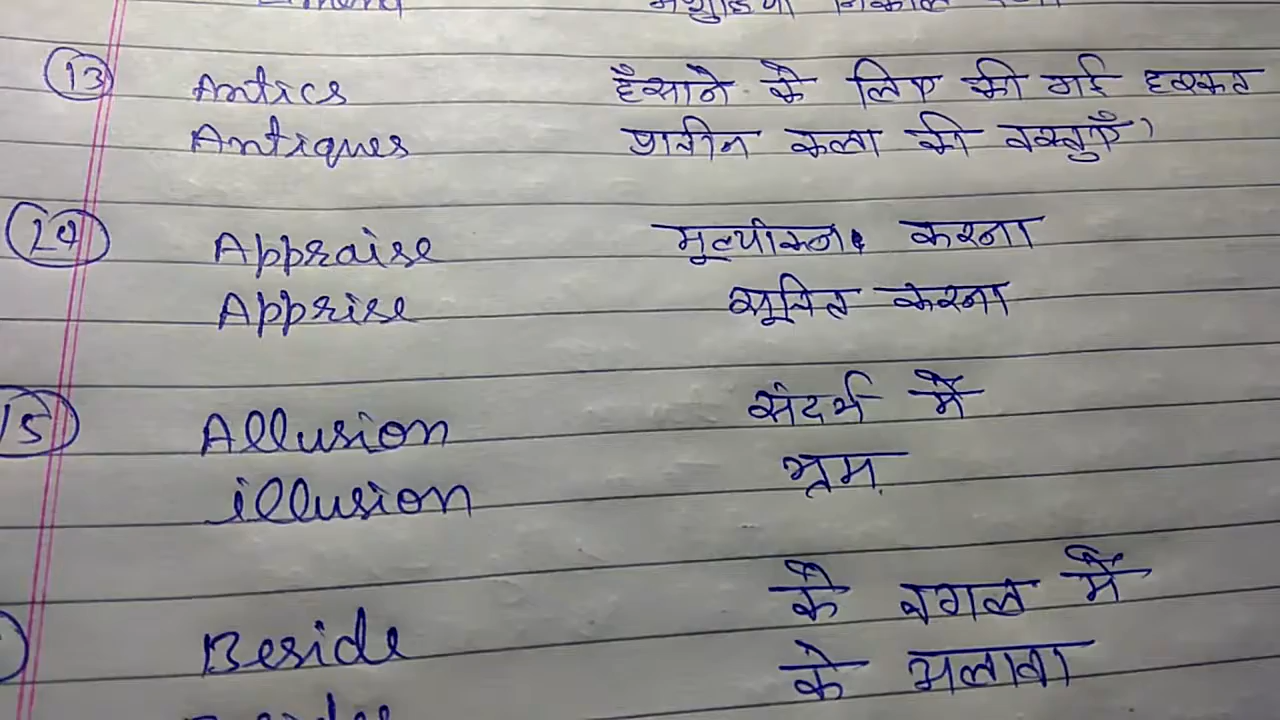 13 Antics हँसाने के लिए की गई हरकत
Antiques प्राचीन कला की वस्तुएँ
14 Appraise मूल्यांकन करना
Apprise सूचित करना
15 Allusion संदर्भ में
illusion भ्रम
Beside के बगल में
के अलावा